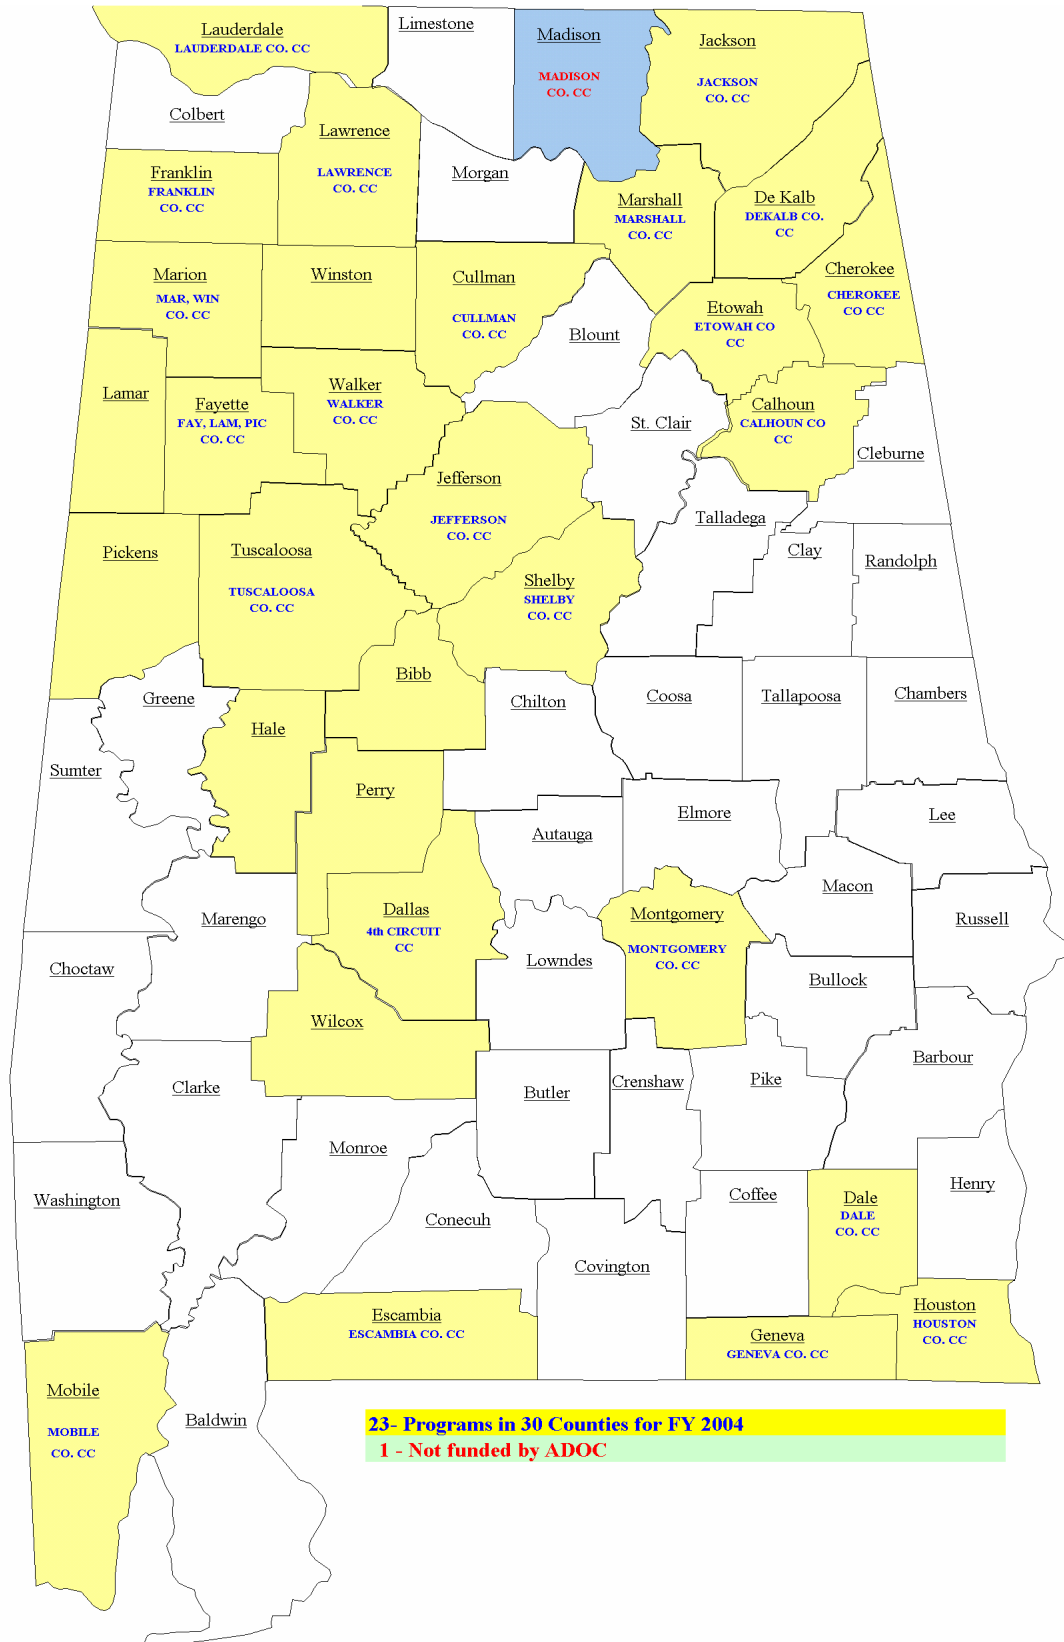 Lauderdale
LAUDERDALE CO. CC
Limestone
Madison
MADISON
CO. CC
Jackson
JACKSON
CO. CC
Colbert
Lawrence
LAWRENCE
CO. CC
Franklin
FRANKLIN
CO. CC
Morgan
Marshall
MARSHALL
CO. CC
De Kalb
DEKALB CO.
CC
Marion
MAR, WIN
CO. CC
Winston
Cullman
CULLMAN
CO. CC
Cherokee
CHEROKEE
CO CC
Etowah
ETOWAH CO
CC
Blount
Lamar
Fayette
FAY, LAM, PIC
CO. CC
Walker
WALKER
CO. CC
St. Clair
Calhoun
CALHOUN CO
CC
Cleburne
Jefferson
JEFFERSON
CO. CC
Talladega
Clay
Randolph
Pickens
Tuscaloosa
TUSCALOOSA
CO. CC
Shelby
SHELBY
CO. CC
Bibb
Greene
Hale
Chilton
Coosa
Tallapoosa
Chambers
Sumter
Perry
Autauga
Elmore
Lee
Marengo
Dallas
4th CIRCUIT
CC
Montgomery
MONTGOMERY
CO. CC
Macon
Russell
Choctaw
Lowndes
Bullock
Wilcox
Clarke
Butler
Crenshaw
Pike
Barbour
Monroe
Washington
Conecuh
Coffee
Dale
DALE
CO. CC
Henry
Covington
Escambia
ESCAMBIA CO. CC
Geneva
GENEVA CO. CC
Houston
HOUSTON
CO. CC
Mobile
MOBILE
CO. CC
Baldwin
23- Programs in 30 Counties for FY 2004
1 - Not funded by ADOC